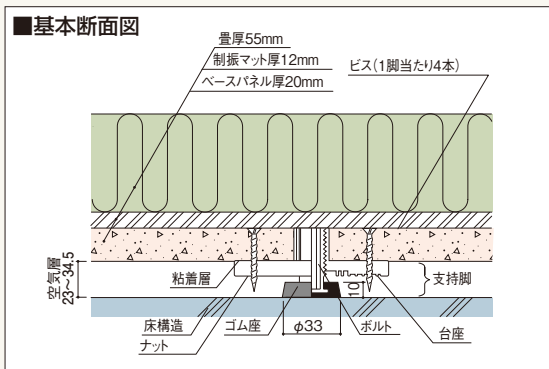 ■基本断面図
畳厚55mm
制振マット厚12mm
ベースパネル厚20mm
ビス(1脚当たり4本)
空気層
23~34.5
粘着層
10
支持脚
床構造
ゴム座
φ33
ボルト
台座
ナット